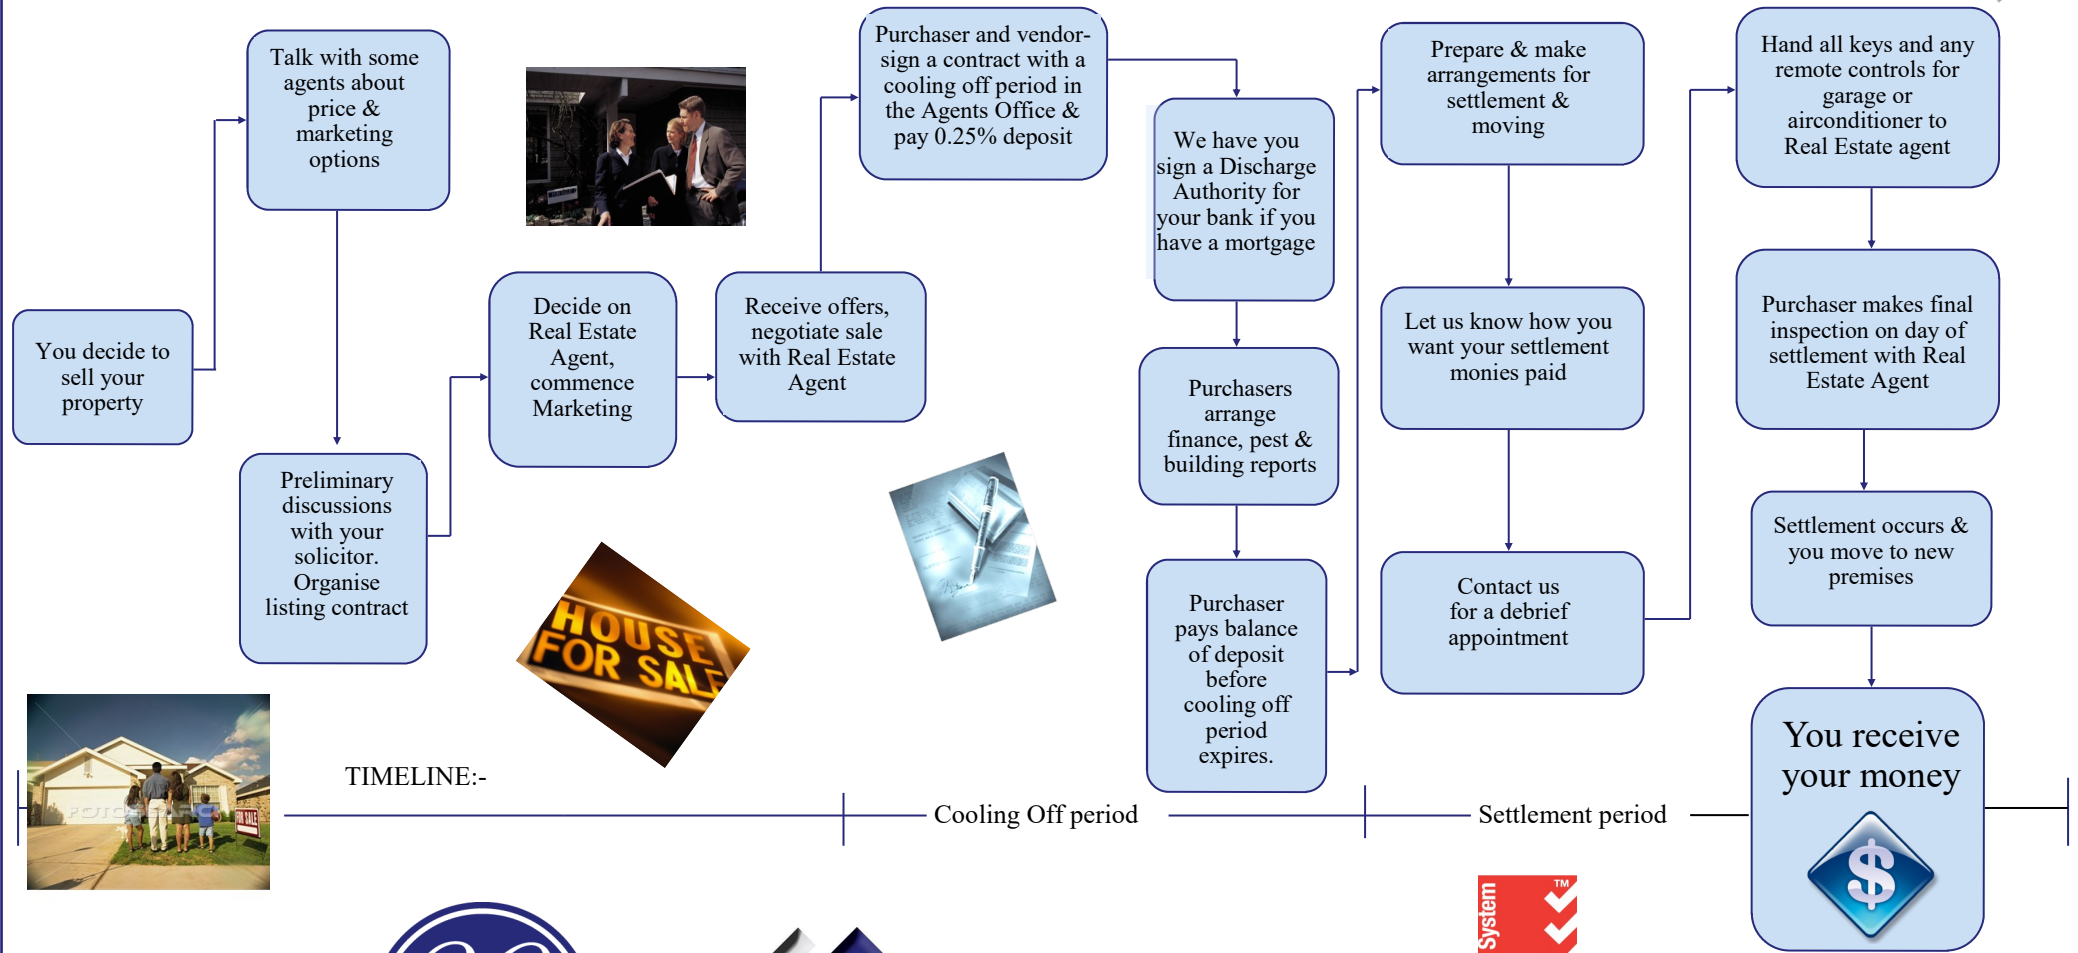 You decide to
sell your
property
Talk with some
agents about
price &
marketing
options
Preliminary
discussions
with your
solicitor.
Organise
listing contract
Decide on
Real Estate
Agent,
commence
Marketing
Receive offers,
negotiate sale
with Real Estate
Agent
Purchaser and vendor-
sign a contract with a
cooling off period in
the Agents Office &
pay 0.25% deposit
We have you
sign a Discharge
Authority for
your bank if you
have a mortgage
Purchasers
arrange
finance, pest &
building reports
Purchaser
pays balance
of deposit
before
cooling off
period
expires.
Prepare & make
arrangements for
settlement &
moving
Let us know how you
want your settlement
monies paid
Contact us
for a debrief
appointment
Hand all keys and any
remote controls for
garage or
airconditioner to
Real Estate agent
Purchaser makes final
inspection on day of
settlement with Real
Estate Agent
Settlement occurs &
you move to new
premises
You receive
your money
$
HOUSE
FOR SALE
FOTOSEARCH
FOR SALE
TIMELINE:-
Cooling Off period
Settlement period
System
TM